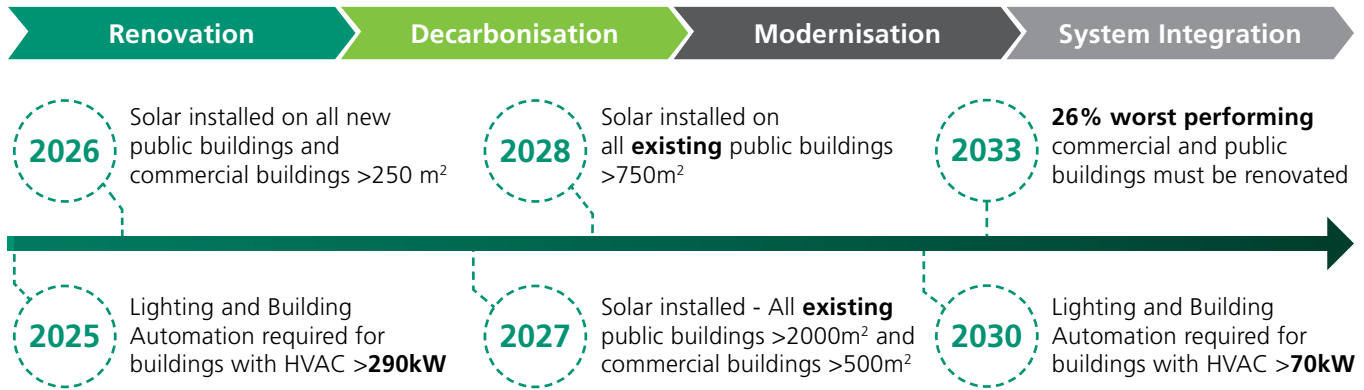 Renovation
Decarbonisation
Modernisation
System Integration
2026
Solar installed on all new
public buildings and
commercial buildings >250 m²
2028
Solar installed on
all existing public buildings
>750m²
2033
26% worst performing
commercial and public
buildings must be renovated
2025
Lighting and Building
Automation required for
buildings with HVAC >290kW
2027
Solar installed - All existing
public buildings >2000m² and
commercial buildings >500m²
2030
Lighting and Building
Automation required for
buildings with HVAC >70kW